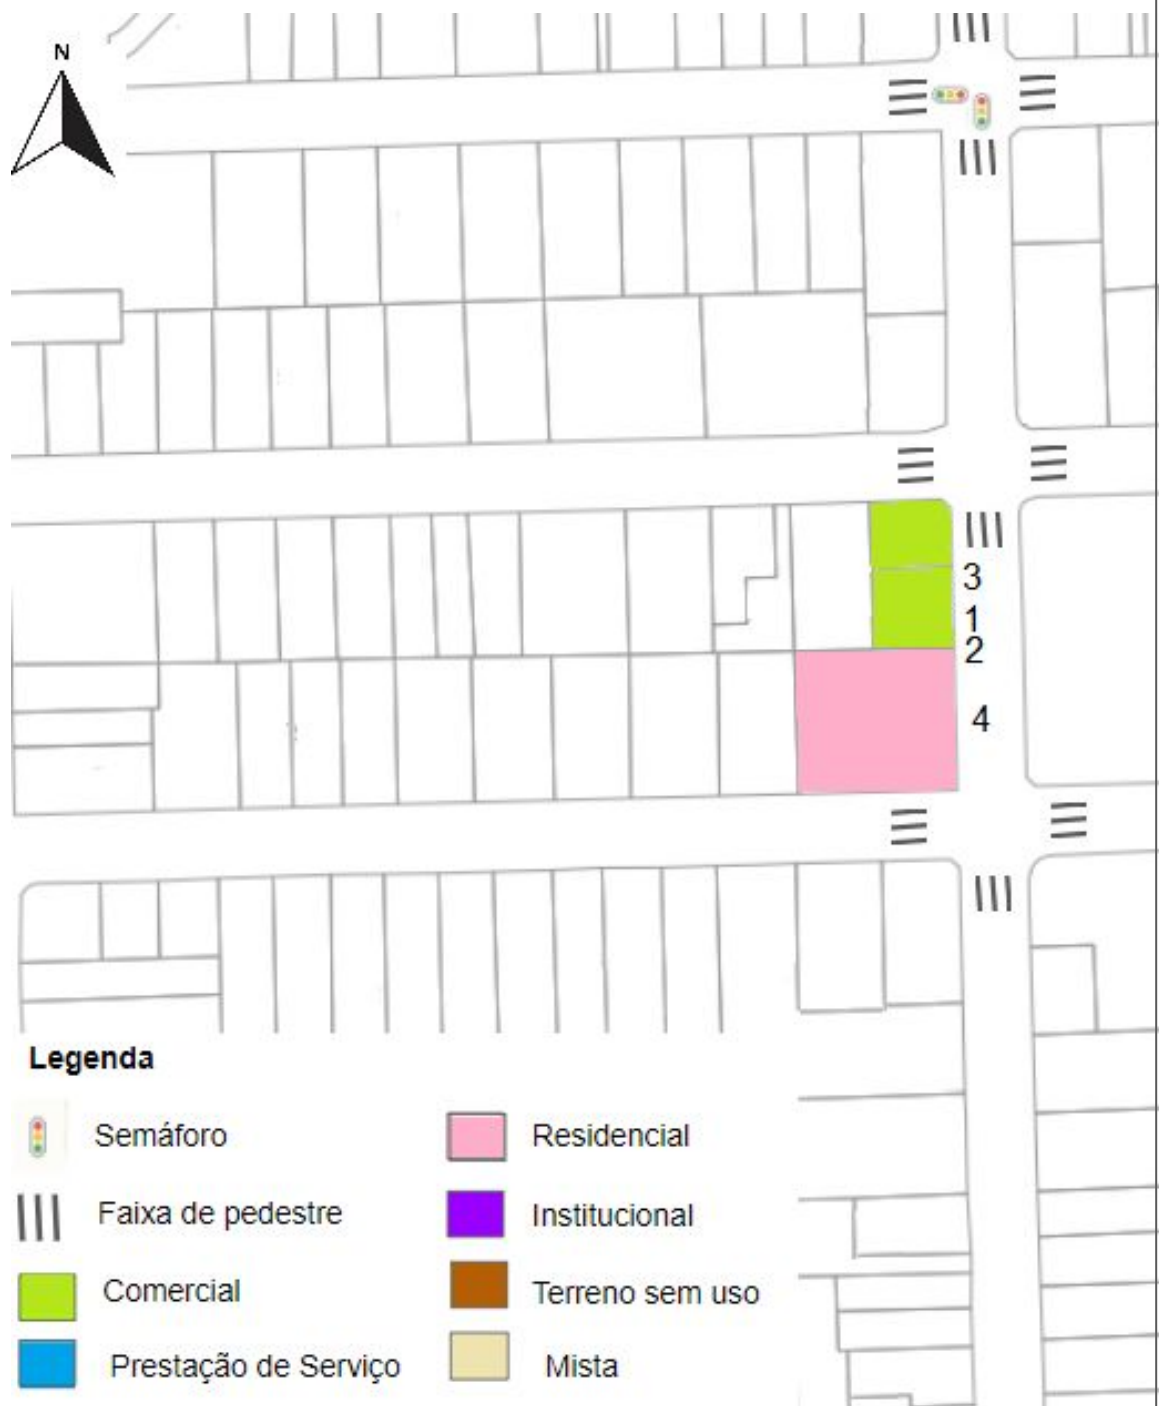 N
3
1
2
4
Legenda
Semáforo
Residencial
Faixa de pedestre
Institucional
Comercial
Terreno sem uso
Prestação de Serviço
Mista